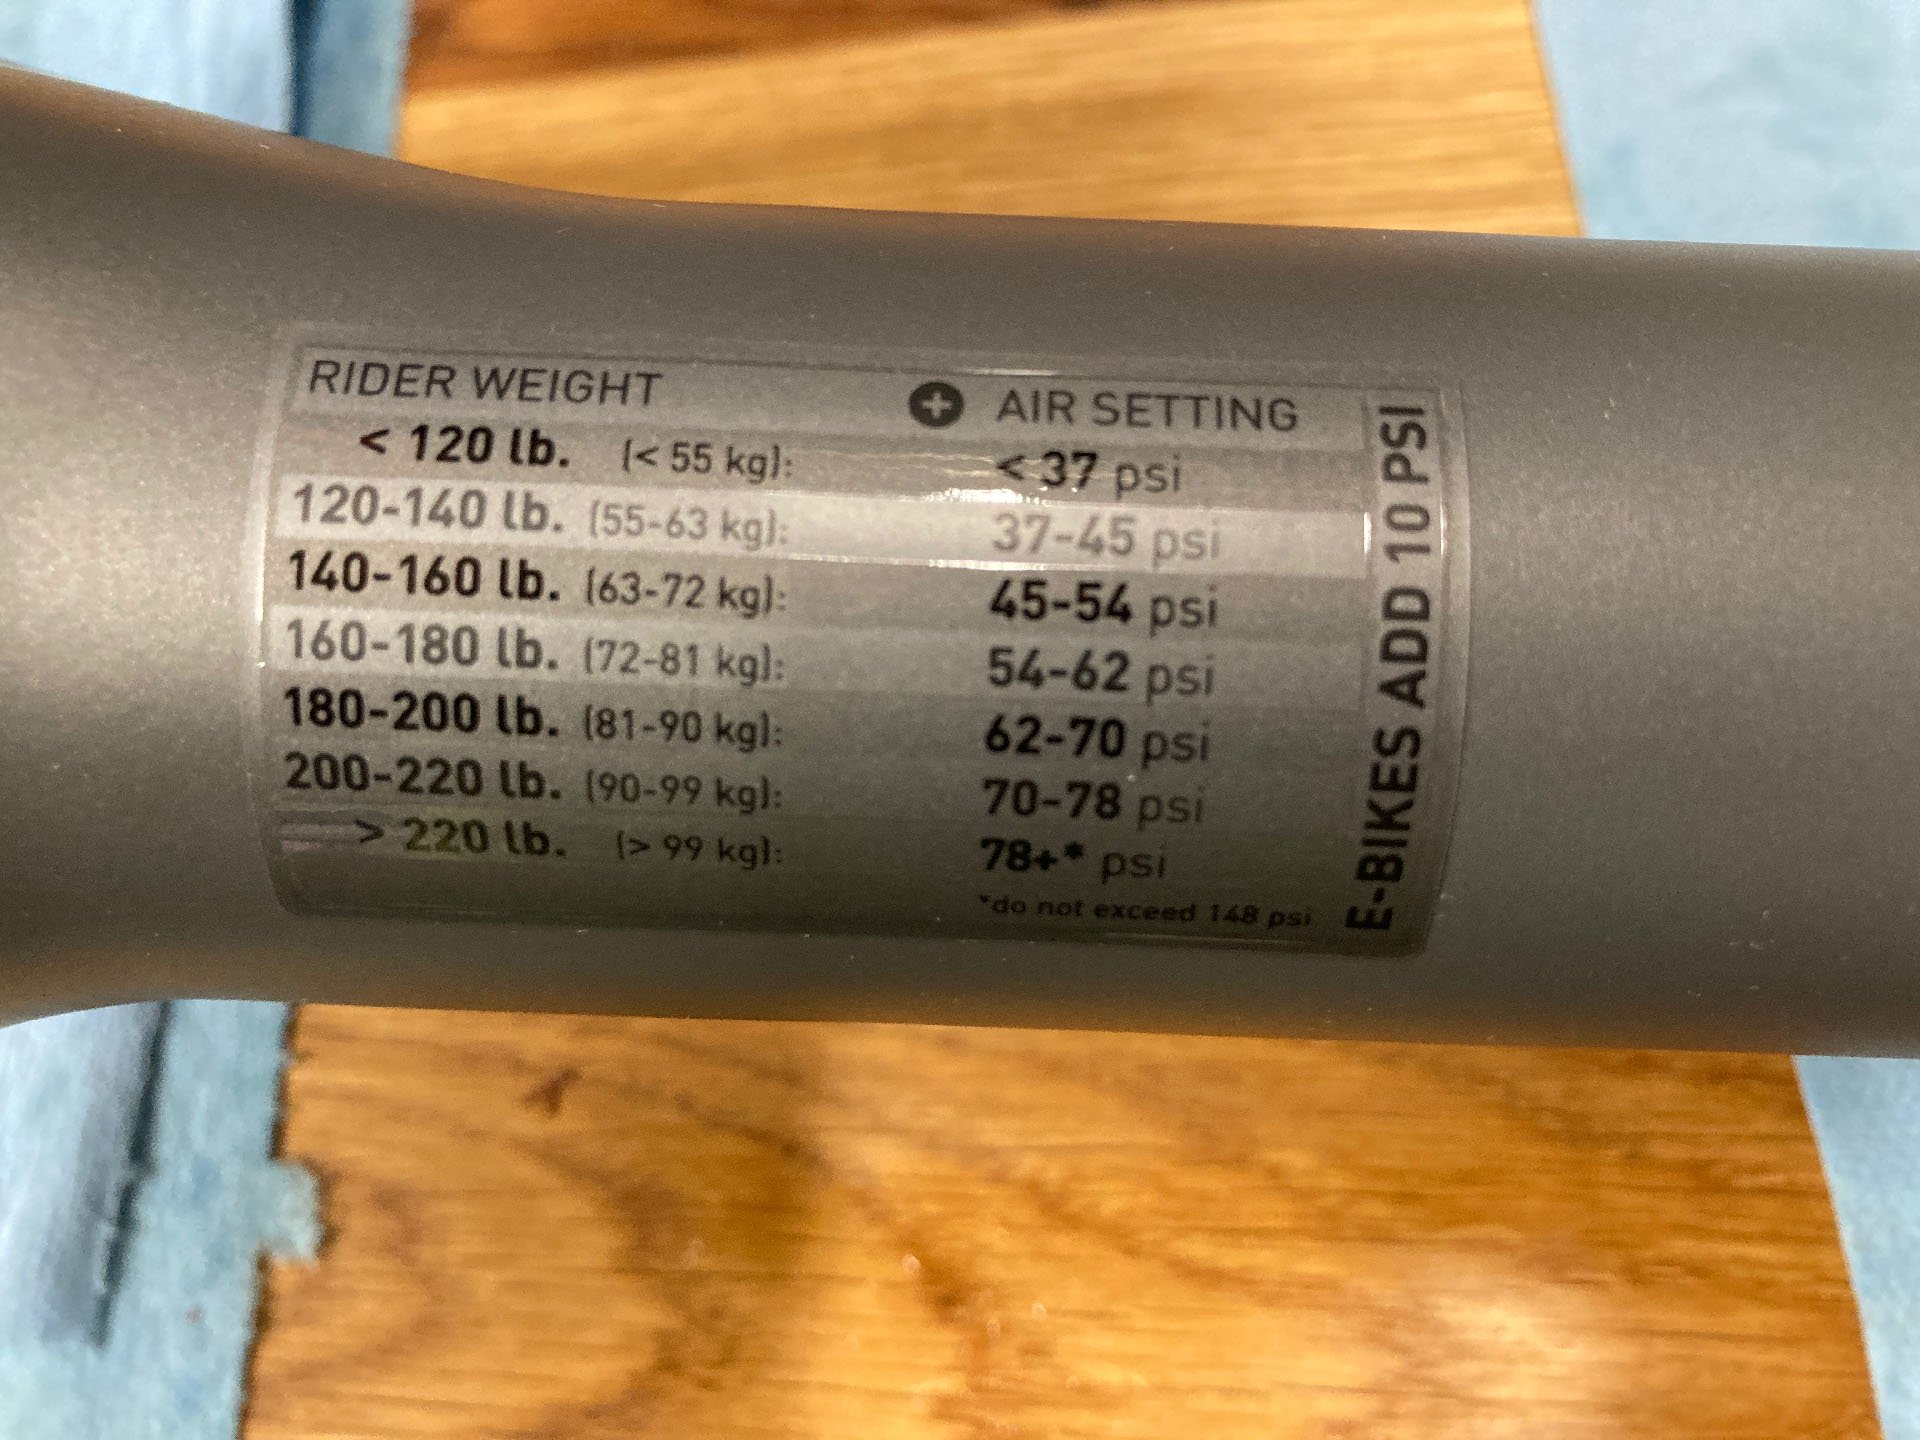 RIDER WEIGHT + AIR SETTING
< 120 lb. (< 55 kg): < 37 psi
120-140 lb. (55-63 kg): 37-45 psi
140-160 lb. (63-72 kg): 45-54 psi
160-180 lb. (72-81 kg): 54-62 psi
180-200 lb. (81-90 kg): 62-70 psi
200-220 lb. (90-99 kg): 70-78 psi
> 220 lb. (> 99 kg): 78+* psi
*do not exceed 148 psi
E-BIKES ADD 10 PSI